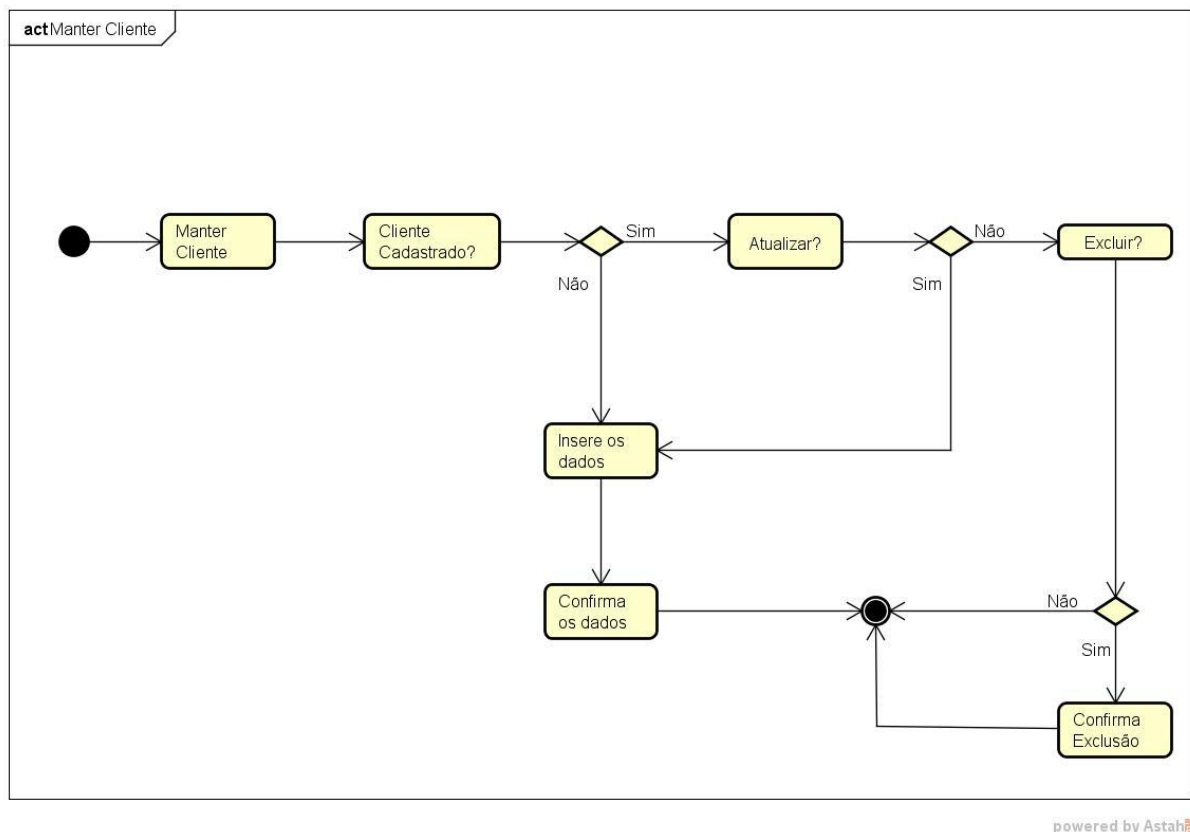 act Manter Cliente
Manter
Cliente
Cliente
Cadastrado?
Sim
Atualizar?
Não
Excluir?
Não
Sim
Insere os
dados
Confirma
os dados
Não
Sim
Confirma
Exclusão
powered by Astah